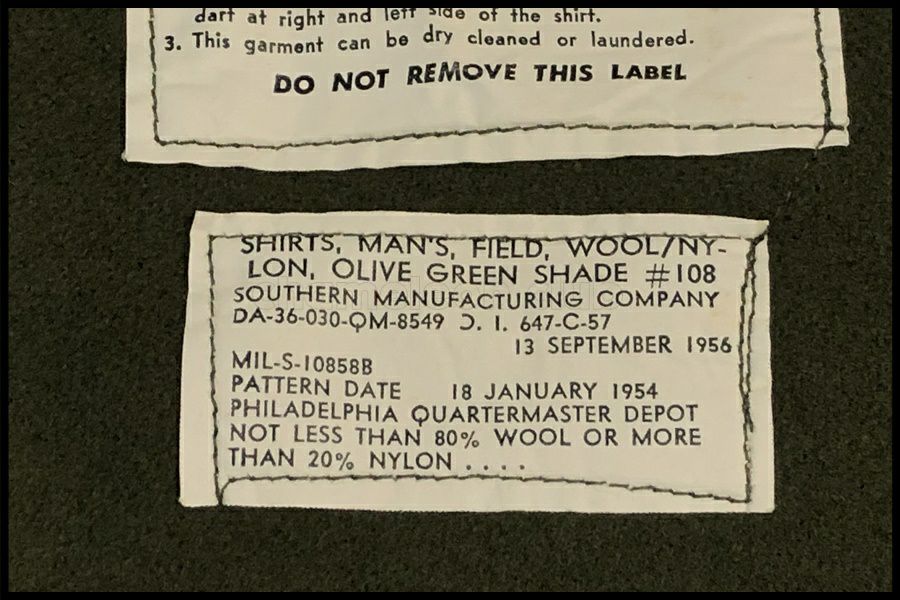 dart at right and left side of the shirt.
3. This garment can be dry cleaned or laundered.
DO NOT REMOVE THIS LABEL
SHIRTS, MAN'S, FIELD, WOOL/NY-
LON, OLIVE GREEN SHADE #108
SOUTHERN MANUFACTURING COMPANY
DA-36-030-QM-8549 D. I. 647-C-57
13 SEPTEMBER 1956
MIL-S-10858B
PATTERN DATE 18 JANUARY 1954
PHILADELPHIA QUARTERMASTER DEPOT
NOT LESS THAN 80% WOOL OR MORE
THAN 20% NYLON . . . .